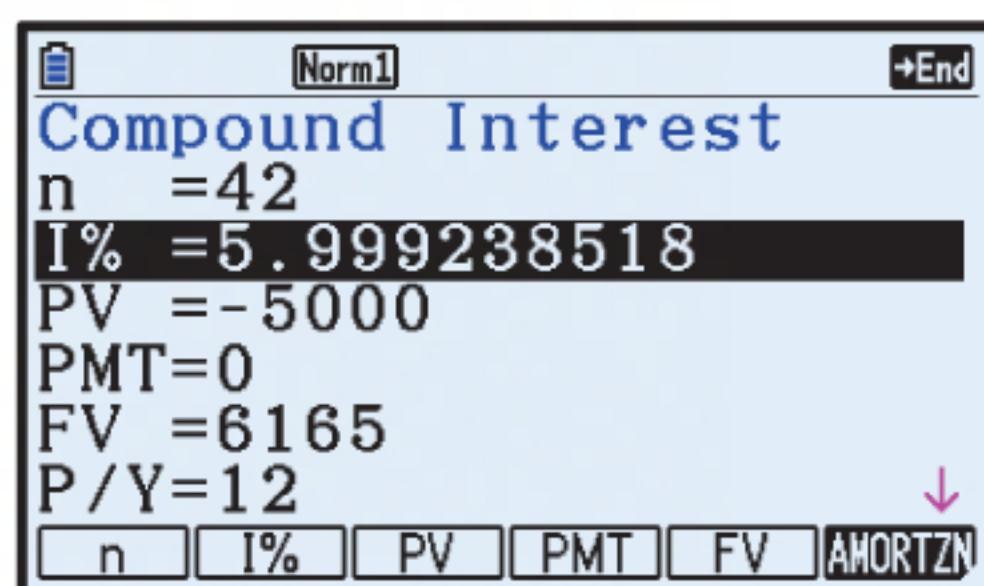 Norm1 →End
Compound Interest
n =42
I% =5.999238518
PV =-5000
PMT=0
FV =6165
P/Y=12 ↓
n I% PV PMT FV AMORTZN